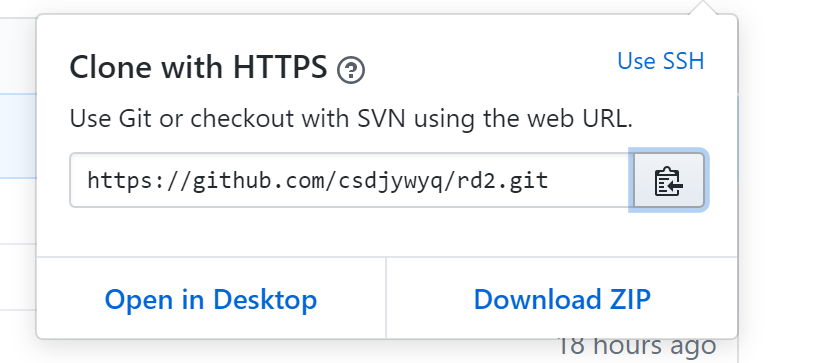 Clone with HTTPS ?
Use SSH
Use Git or checkout with SVN using the web URL.
https://github.com/csdjywyq/rd2.git
Open in Desktop
Download ZIP
18 hours ago